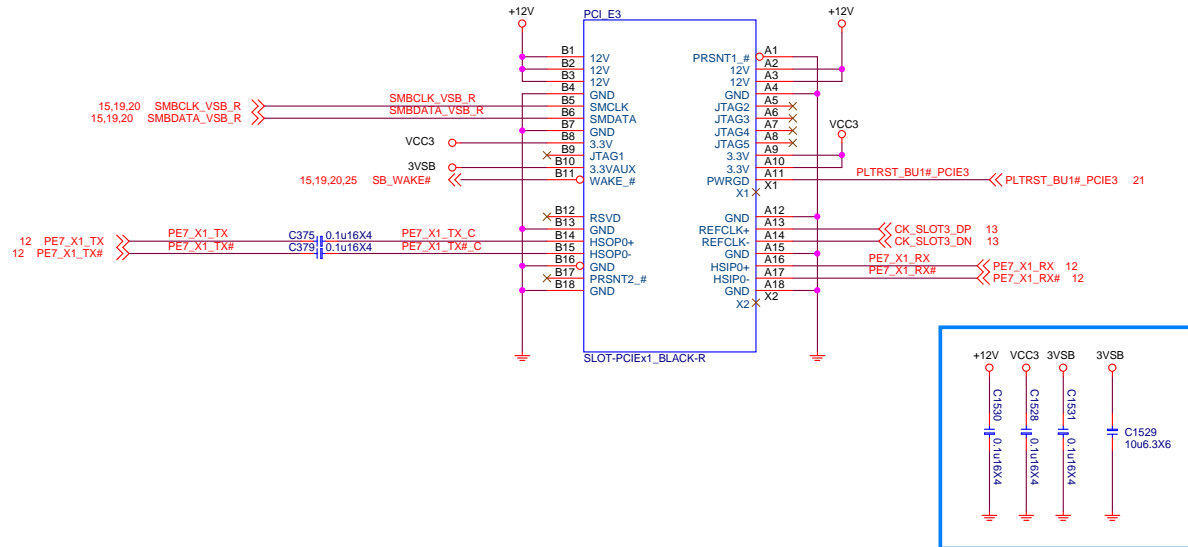 +12V PCI_E3 +12V
B1 12V PRSNT1_# A1
B2 12V 12V A2
B3 12V 12V A3
B4 GND GND A4
15,19,20 SMBCLK_VSB_R SMBCLK_VSB_R B5 SMCLK JTAG2 A5
15,19,20 SMBDATA_VSB_R SMBDATA_VSB_R B6 SMDATA JTAG3 A6
B7 GND JTAG4 A7
VCC3 B8 3.3V JTAG5 A8 VCC3
B9 JTAG1 3.3V A9
3VSB B10 3.3VAUX 3.3V A10
15,19,20,25 SB_WAKE# B11 WAKE_# PWRGD A11 PLTRST_BU1#_PCIE3 PLTRST_BU1#_PCIE3 21
X1 X1
B12 RSVD GND A12
B13 GND REFCLK+ A13 CK_SLOT3_DP 13
12 PE7_X1_TX PE7_X1_TX C375 0.1u16X4 PE7_X1_TX_C B14 HSOP0+ REFCLK- A14 CK_SLOT3_DN 13
12 PE7_X1_TX# PE7_X1_TX# C379 0.1u16X4 PE7_X1_TX#_C B15 HSOP0- GND A15
B16 GND HSIP0+ A16 PE7_X1_RX PE7_X1_RX 12
B17 PRSNT2_# HSIP0- A17 PE7_X1_RX# PE7_X1_RX# 12
B18 GND GND A18
X2 X2
SLOT-PCIEx1_BLACK-R
+12V VCC3 3VSB 3VSB
C1530 C1528 C1531 C1529
0.1u16X4 0.1u16X4 0.1u16X4 10u6.3X6